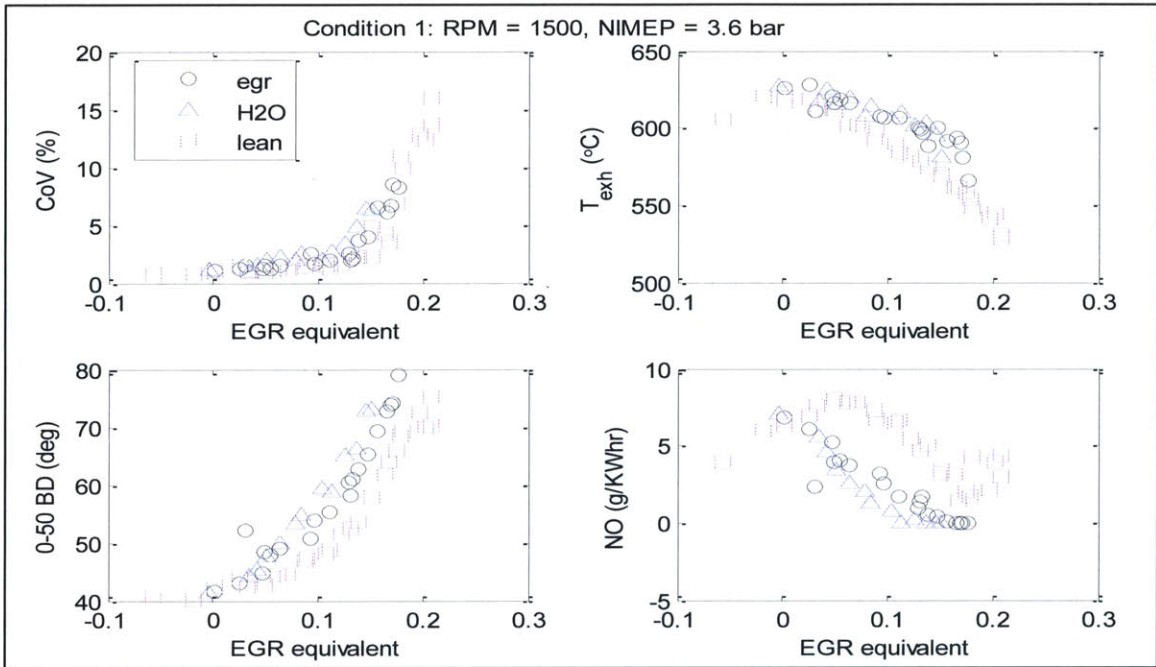 Condition 1: RPM = 1500, NIMEP = 3.6 bar
20
15
10
5
0
CoV (%)
egr
H2O
lean
-0.1 0 0.1 0.2 0.3
EGR equivalent
650
600
550
500
Texh (oC)
-0.1 0 0.1 0.2 0.3
EGR equivalent
80
70
60
50
40
0-50 BD (deg)
-0.1 0 0.1 0.2 0.3
EGR equivalent
10
5
0
-5
NO (g/KWhr)
-0.1 0 0.1 0.2 0.3
EGR equivalent